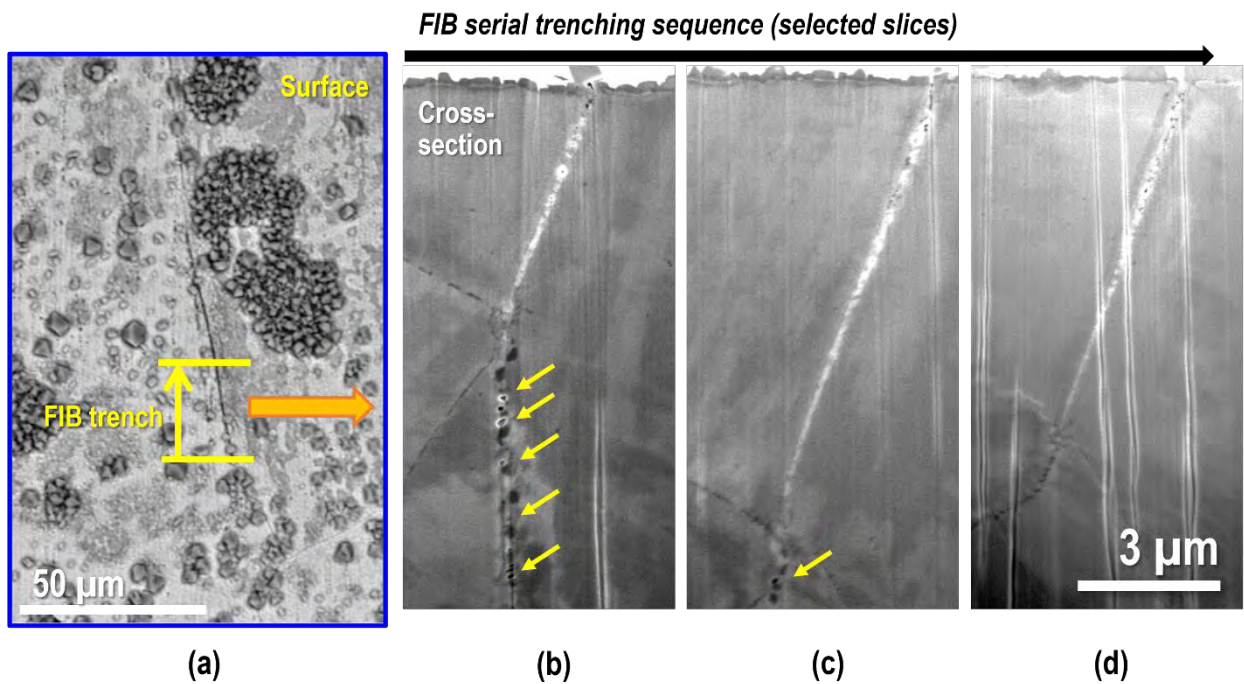 FIB serial trenching sequence (selected slices)
Surface
Cross-
section
FIB trench
50 μm
3 μm
(a)
(b)
(c)
(d)